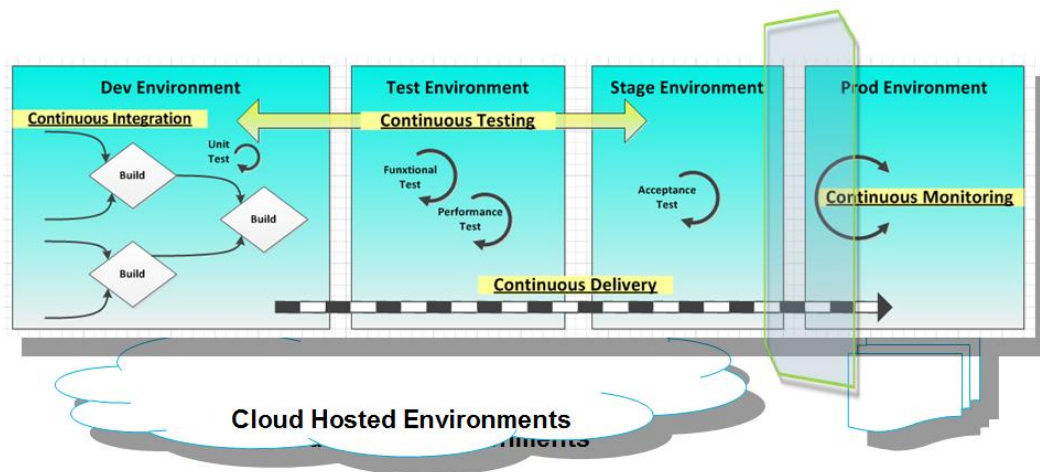 Dev Environment
Test Environment
Stage Environment
Prod Environment
Continuous Integration
Continuous Testing
Unit
Test
Build
Build
Build
Funxtional
Test
Performance
Test
Acceptance
Test
Continuous Monitoring
Continuous Delivery
Cloud Hosted Environments